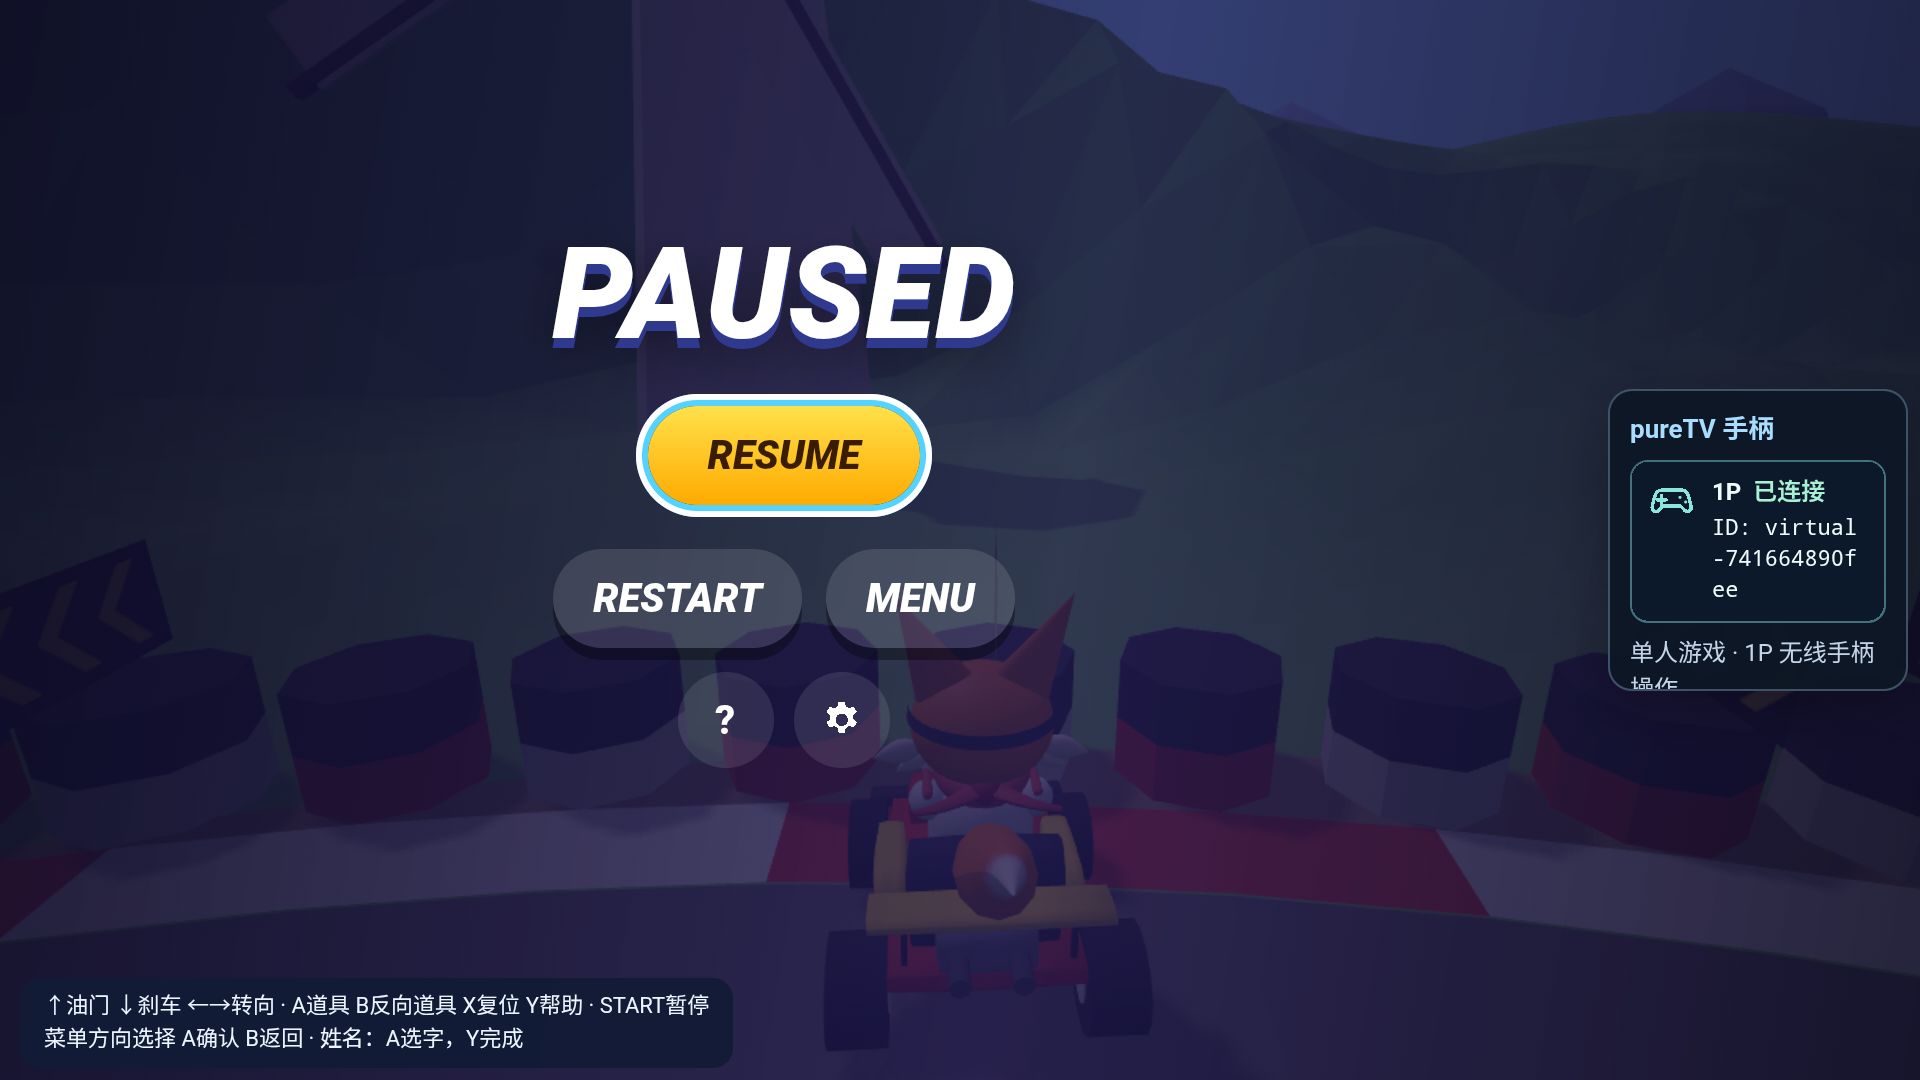 PAUSED
RESUME
RESTART
MENU
?
pureTV 手柄
1P 已连接
ID: virtual
-741664890f
ee
单人游戏 · 1P 无线手柄
操作
↑油门 ↓刹车 ←→转向 · A道具 B反向道具 X复位 Y帮助 · START暂停
菜单方向选择 A确认 B返回 · 姓名：A选字，Y完成